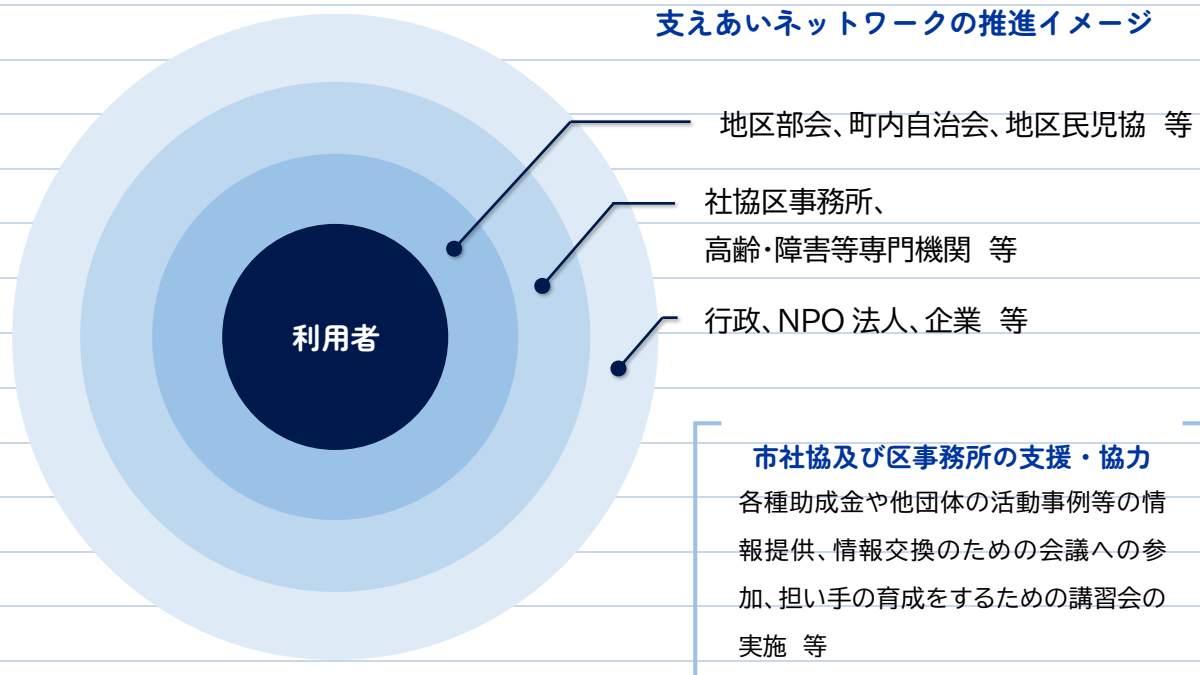 支えあいネットワークの推進イメージ
地区部会、町内自治会、地区民児協 等
社協区事務所、
高齢・障害等専門機関 等
行政、NPO 法人、企業 等
利用者
市社協及び区事務所の支援・協力
各種助成金や他団体の活動事例等の情
報提供、情報交換のための会議への参
加、担い手の育成をするための講習会の
実施 等